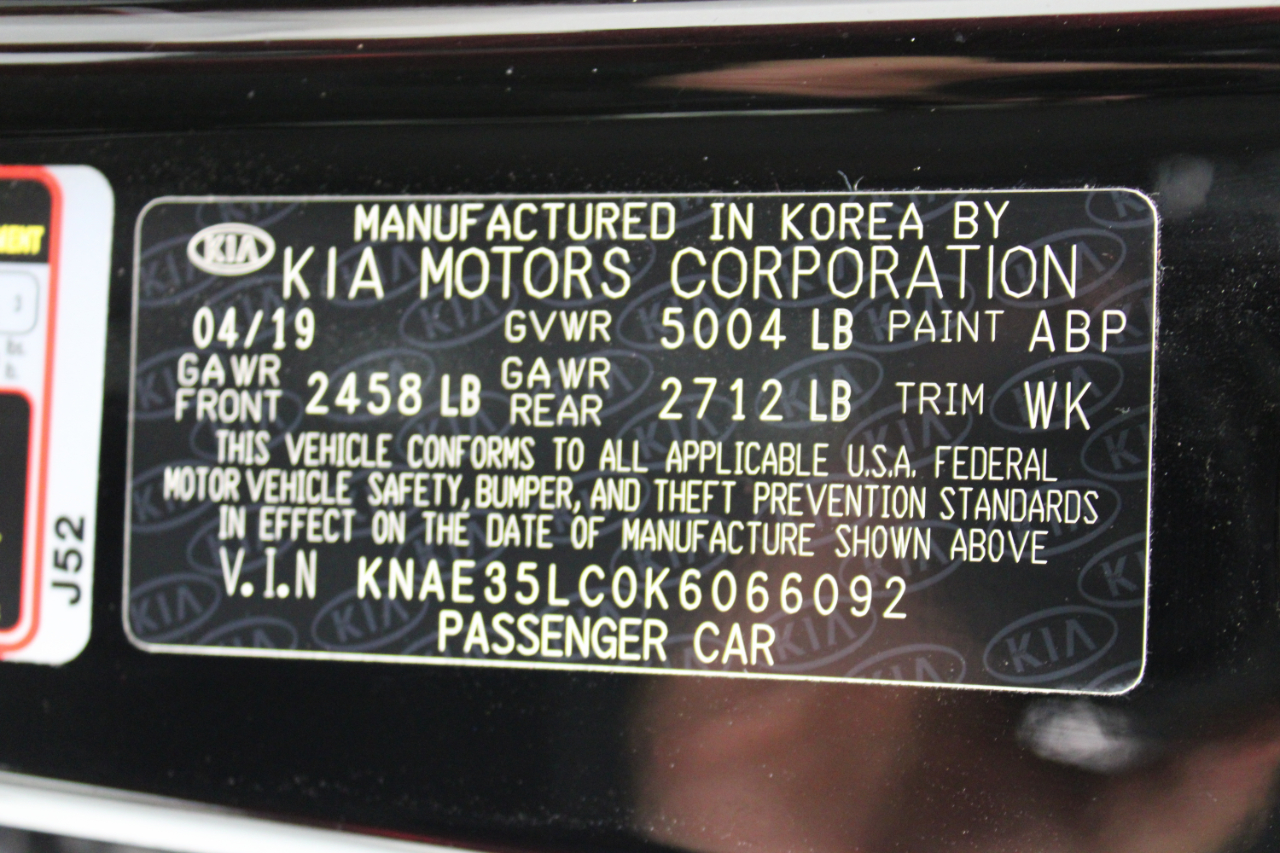 MANUFACTURED IN KOREA BY
KIA
KIA MOTORS CORPORATION
04/19 GVWR 5004 LB PAINT ABP
GAWR FRONT 2458 LB GAWR REAR 2712 LB TRIM WK
THIS VEHICLE CONFORMS TO ALL APPLICABLE U.S.A. FEDERAL
MOTOR VEHICLE SAFETY, BUMPER, AND THEFT PREVENTION STANDARDS
IN EFFECT ON THE DATE OF MANUFACTURE SHOWN ABOVE
V.I.N KNAE35LC0K6066092
PASSENGER CAR
J52